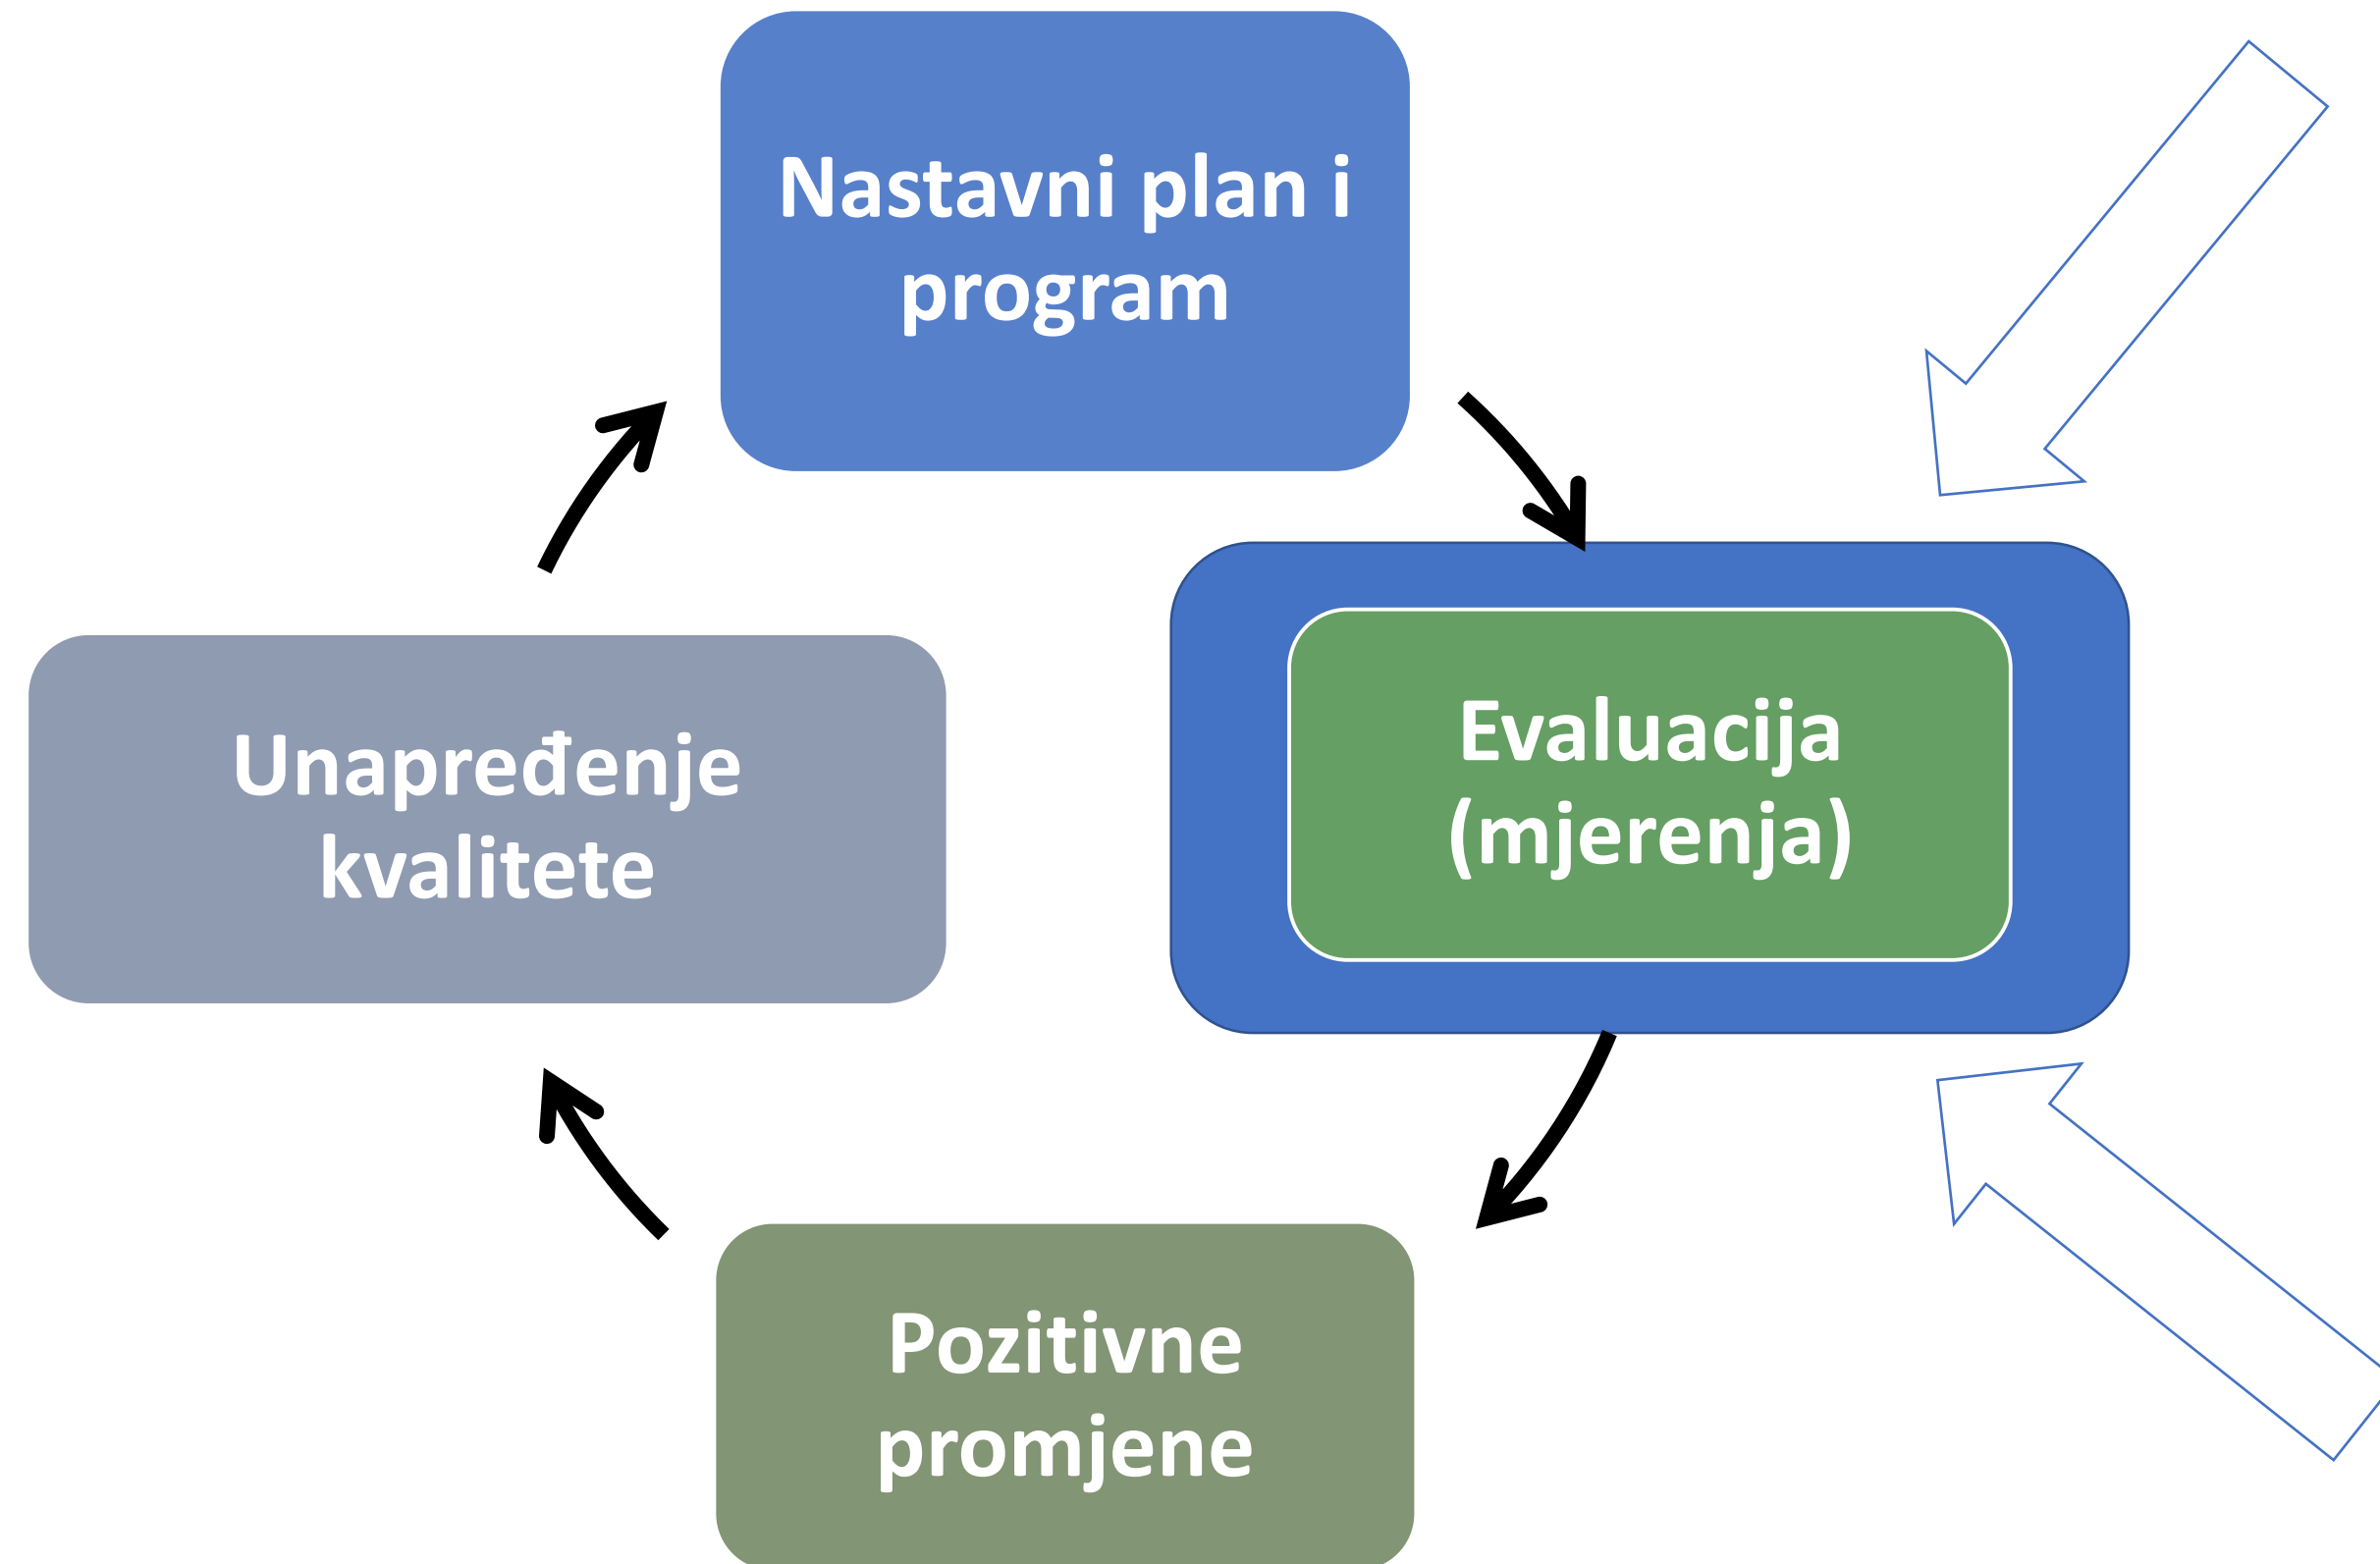 Nastavni plan i
program
Evaluacija
(mjerenja)
Unapređenje
kvalitete
Pozitivne
promjene